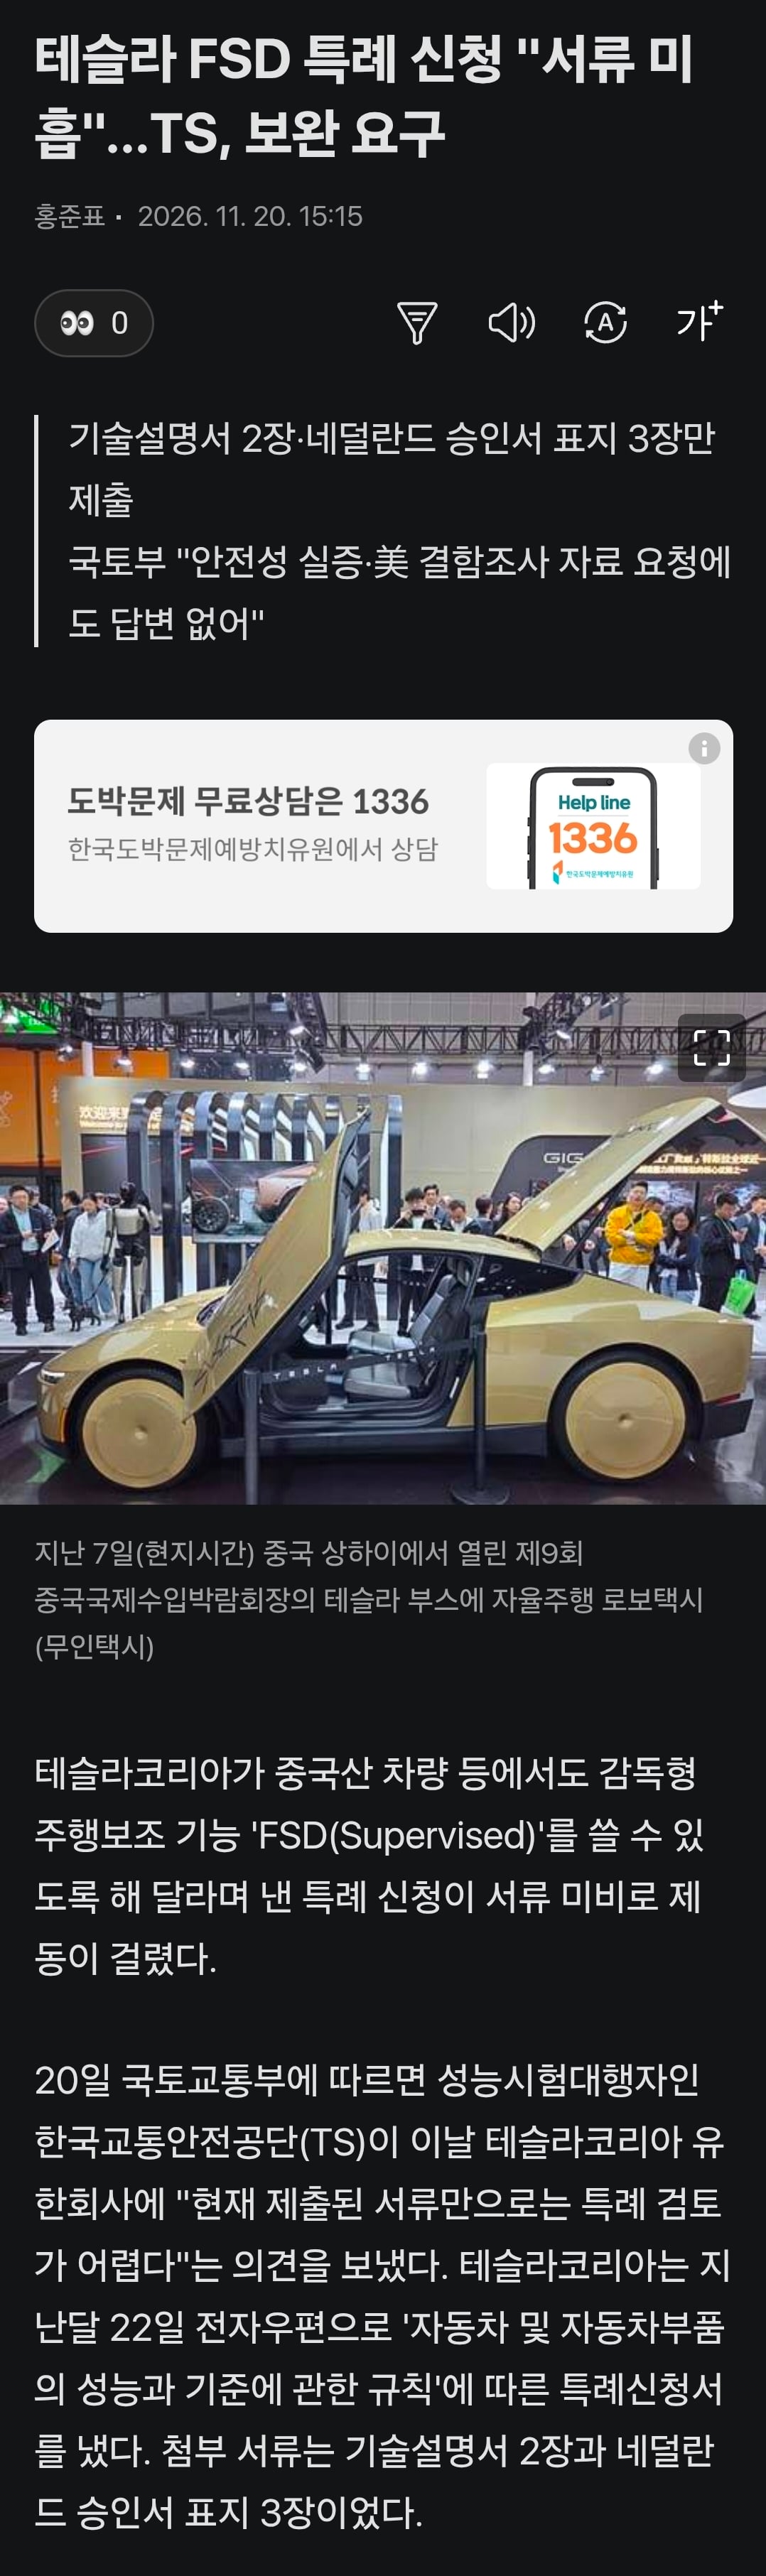 테슬라 FSD 특례 신청 "서류 미
흡"…TS, 보완 요구
홍준표 · 2026. 11. 20. 15:15
0
A
가+
기술설명서 2장·네덜란드 승인서 표지 3장만
제출
국토부 "안전성 실증·美 결함조사 자료 요청에
도 답변 없어"
도박문제 무료상담은 1336
한국도박문제예방치유원에서 상담
Help line
1336
한국도박문제예방치유원
欢迎来到
GIG
TESLA TESLA
지난 7일(현지시간) 중국 상하이에서 열린 제9회
중국국제수입박람회장의 테슬라 부스에 자율주행 로보택시
(무인택시)
테슬라코리아가 중국산 차량 등에서도 감독형
주행보조 기능 'FSD(Supervised)'를 쓸 수 있
도록 해 달라며 낸 특례 신청이 서류 미비로 제
동이 걸렸다.
20일 국토교통부에 따르면 성능시험대행자인
한국교통안전공단(TS)이 이날 테슬라코리아 유
한회사에 "현재 제출된 서류만으로는 특례 검토
가 어렵다"는 의견을 보냈다. 테슬라코리아는 지
난달 22일 전자우편으로 '자동차 및 자동차부품
의 성능과 기준에 관한 규칙'에 따른 특례신청서
를 냈다. 첨부 서류는 기술설명서 2장과 네덜란
드 승인서 표지 3장이었다.